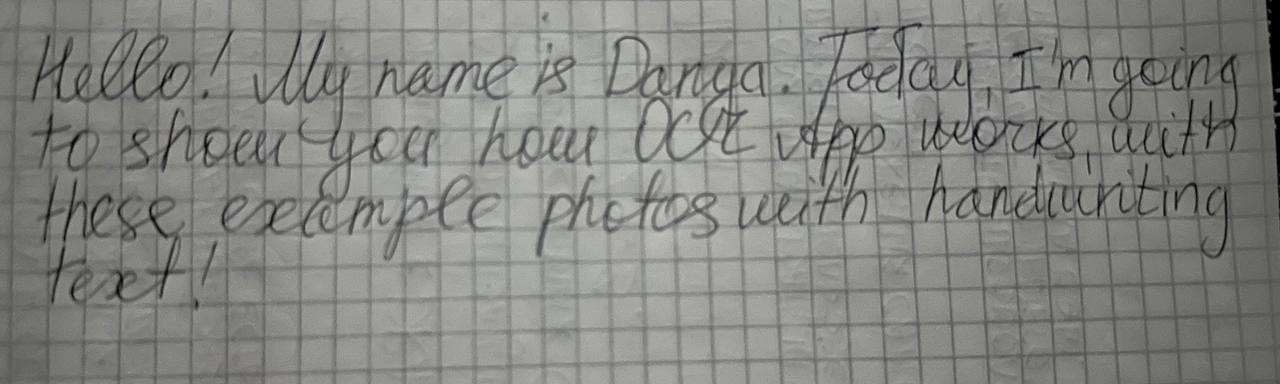 Hello! My name is Danya. Today, I'm going
to show you how OCR App works, with
these example photos with handwriting
text!